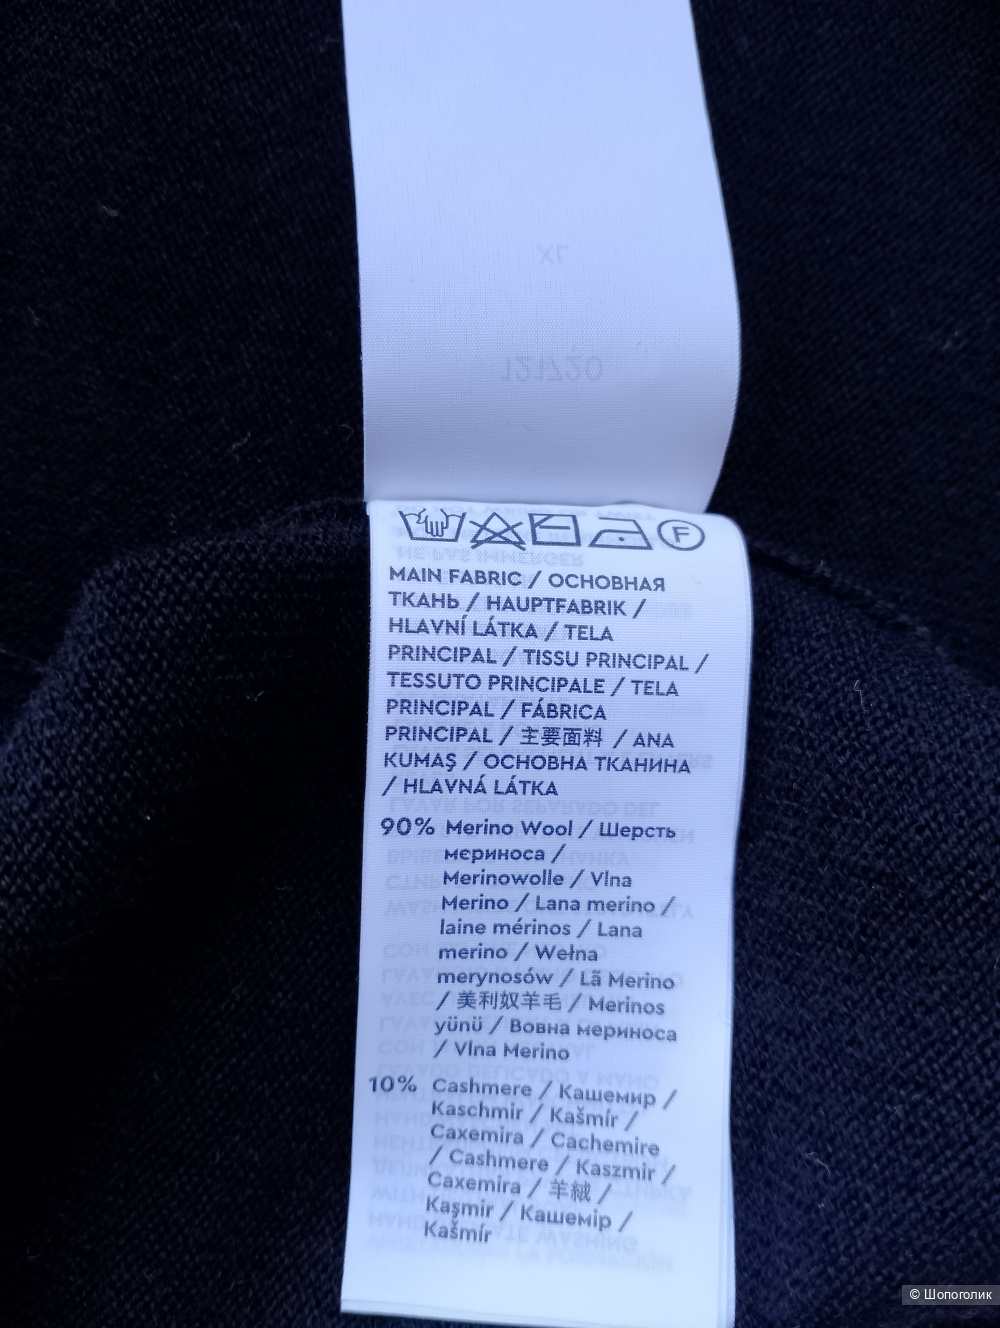 XL
121720
F
MAIN FABRIC / ОСНОВНАЯ
ТКАНЬ / HAUPTFABRIK /
HLAVNÍ LÁTKA / TELA
PRINCIPAL / TISSU PRINCIPAL /
TESSUTO PRINCIPALE / TELA
PRINCIPAL / FÁBRICA
PRINCIPAL / 主要面料 / ANA
KUMAŞ / ОСНОВНА ТКАНИНА
/ HLAVNÁ LÁTKA
90% Merino Wool / Шерсть
мериноса /
Merinowolle / Vlna
Merino / Lana merino /
laine mérinos / Lana
merino / Wełna
merynosów / Lã Merino
/ 美利奴羊毛 / Merinos
yünü / Вовна мериноса
/ Vlna Merino
10% Cashmere / Кашемир /
Kaschmir / Kašmír /
Caxemira / Cachemire
/ Cashmere / Kaszmir /
Caxemira / 羊絨 /
Kaşmir / Кашемір /
Kašmír
© Шопоголик